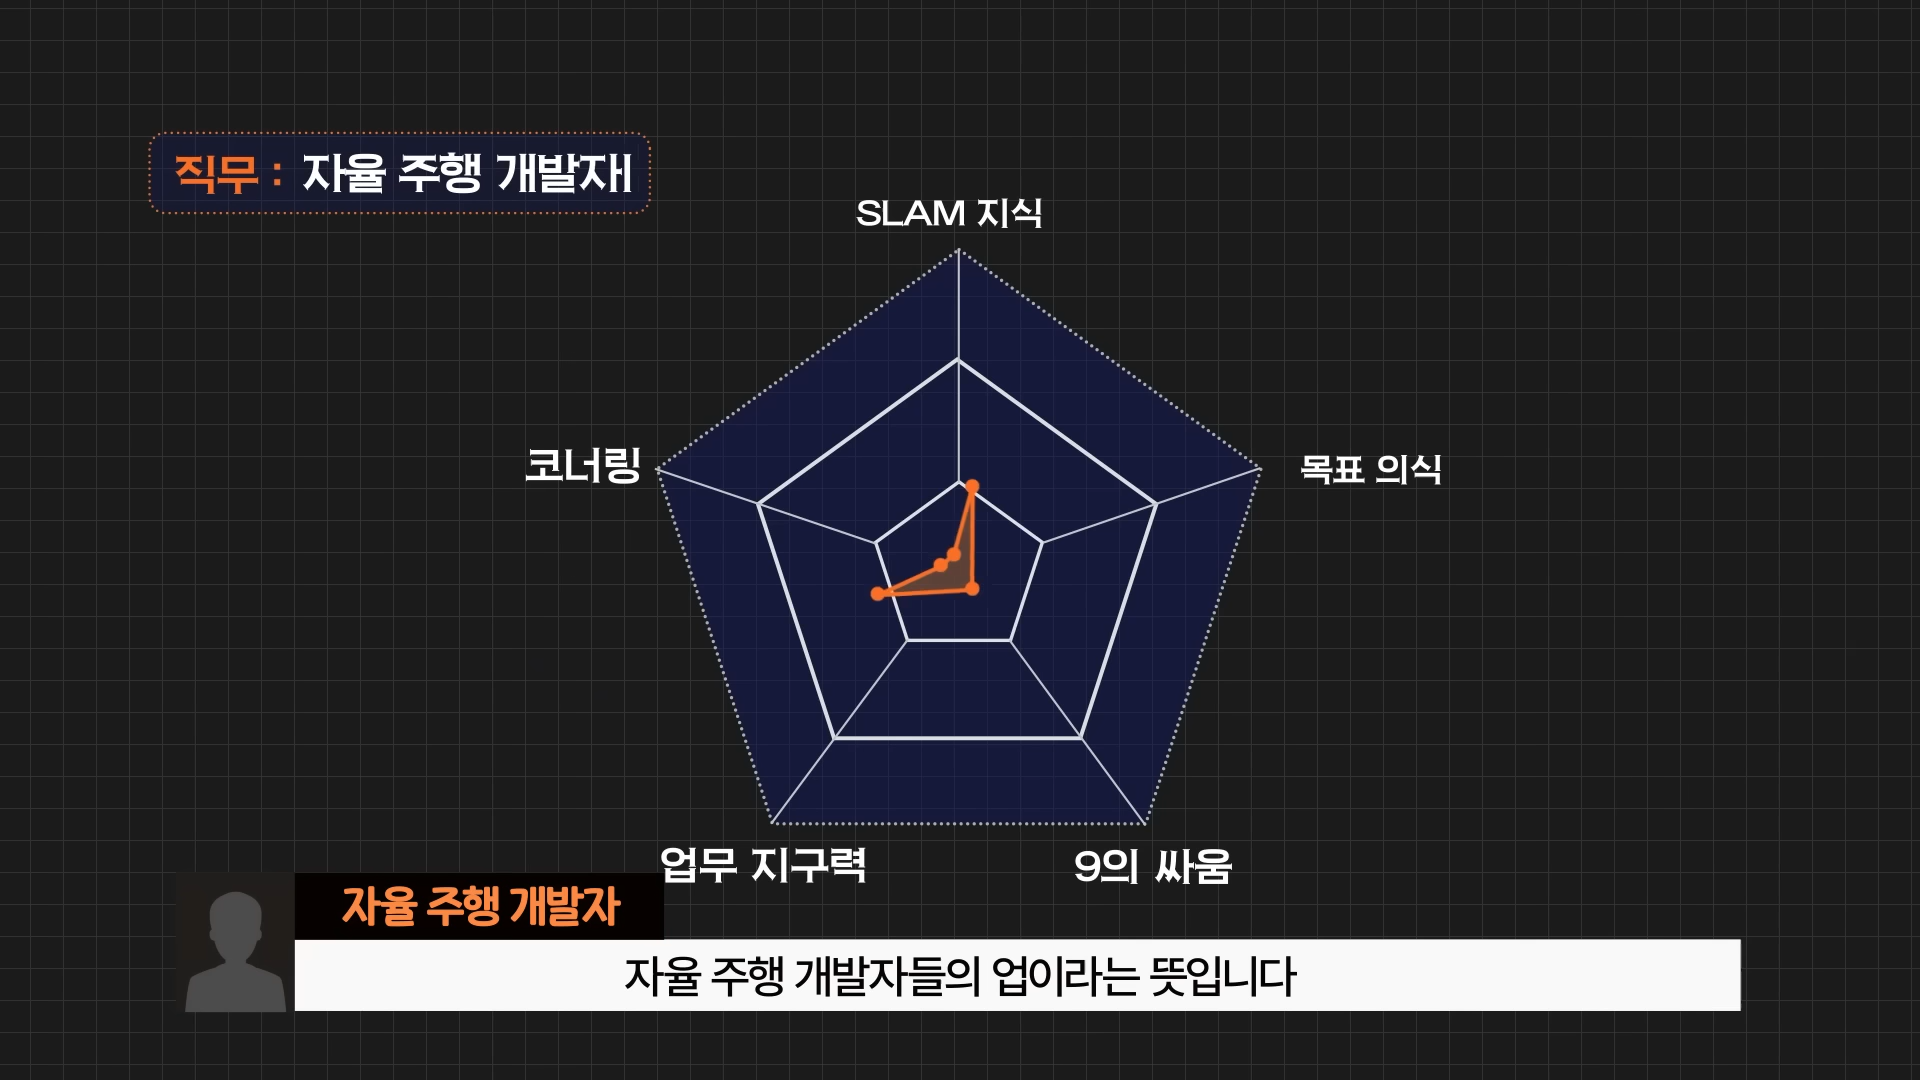 직무 : 자율 주행 개발자
SLAM 지식
코너링
목표 의식
업무 지구력
9의 싸움
자율 주행 개발자
자율 주행 개발자들의 업이라는 뜻입니다